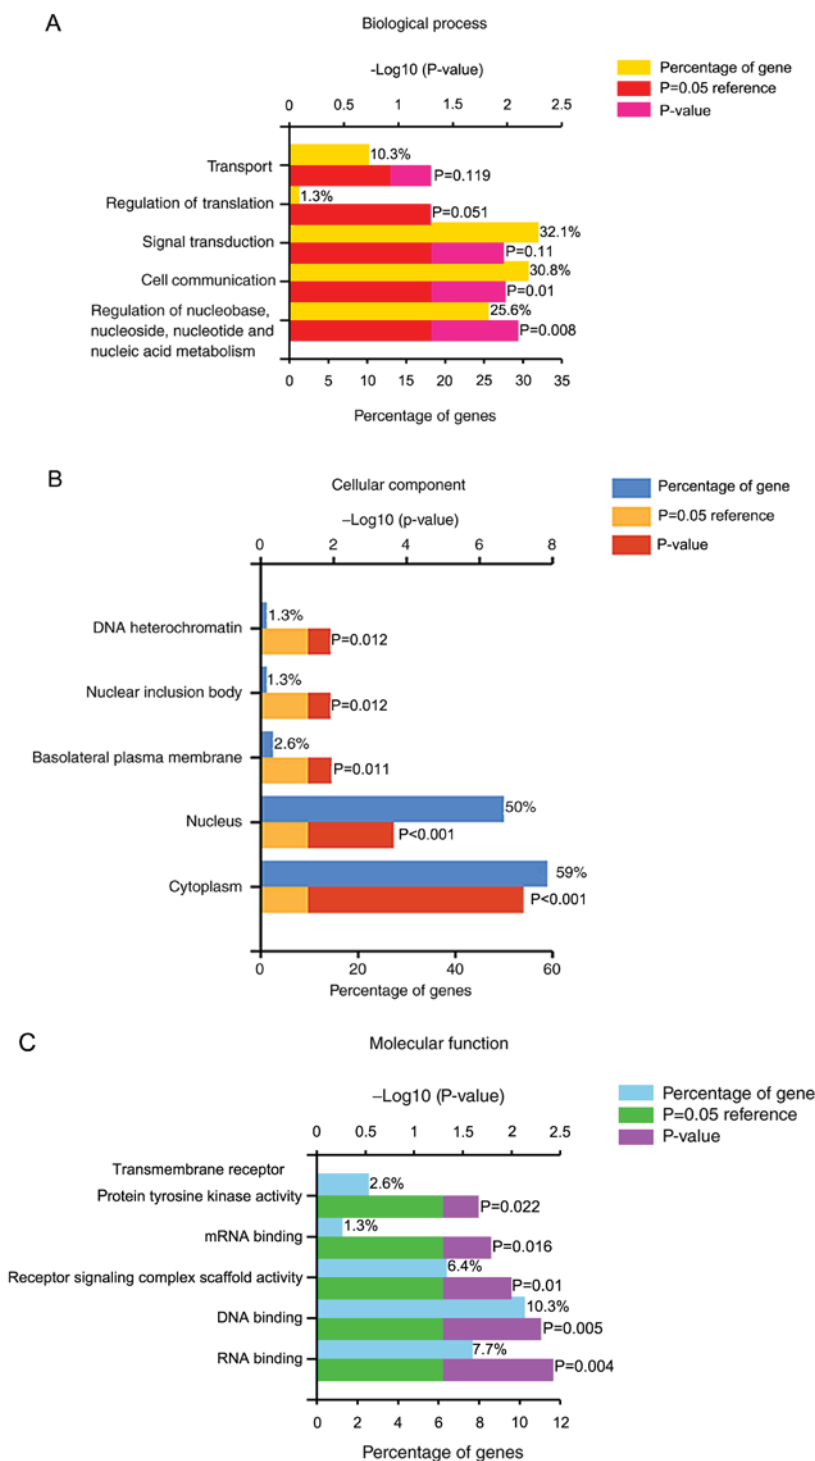 A
Biological process
-Log10 (P-value)
0 0.5 1 1.5 2 2.5
Percentage of gene
P=0.05 reference
P-value
Transport
10.3%
P=0.119
Regulation of translation
1.3%
P=0.051
Signal transduction
32.1%
P=0.11
Cell communication
30.8%
P=0.01
Regulation of nucleobase,
nucleoside, nucleotide and
nucleic acid metabolism
25.6%
P=0.008
0 5 10 15 20 25 30 35
Percentage of genes
B
Cellular component
–Log10 (p-value)
0 2 4 6 8
Percentage of gene
P=0.05 reference
P-value
DNA heterochromatin
1.3%
P=0.012
Nuclear inclusion body
1.3%
P=0.012
Basolateral plasma membrane
2.6%
P=0.011
Nucleus
50%
P<0.001
Cytoplasm
59%
P<0.001
0 20 40 60
Percentage of genes
C
Molecular function
–Log10 (P-value)
0 0.5 1 1.5 2 2.5
Percentage of gene
P=0.05 reference
P-value
Transmembrane receptor
Protein tyrosine kinase activity
2.6%
P=0.022
mRNA binding
1.3%
P=0.016
Receptor signaling complex scaffold activity
6.4%
P=0.01
DNA binding
10.3%
P=0.005
RNA binding
7.7%
P=0.004
0 2 4 6 8 10 12
Percentage of genes